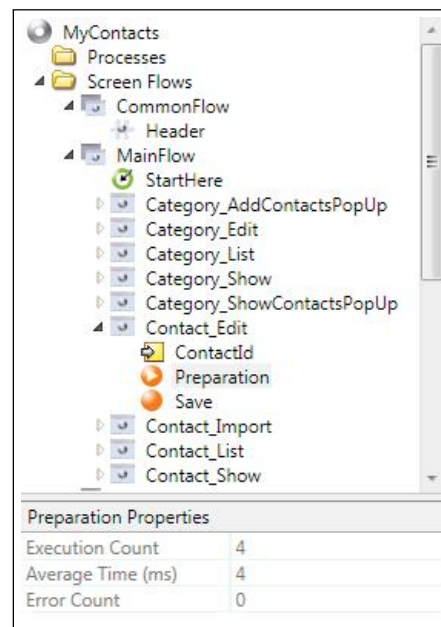 MyContacts
Processes
Screen Flows
CommonFlow
Header
MainFlow
StartHere
Category_AddContactsPopUp
Category_Edit
Category_List
Category_Show
Category_ShowContactsPopUp
Contact_Edit
ContactId
Preparation
Save
Contact_Import
Contact_List
Contact_Show
Preparation Properties
Execution Count 4
Average Time (ms) 4
Error Count 0